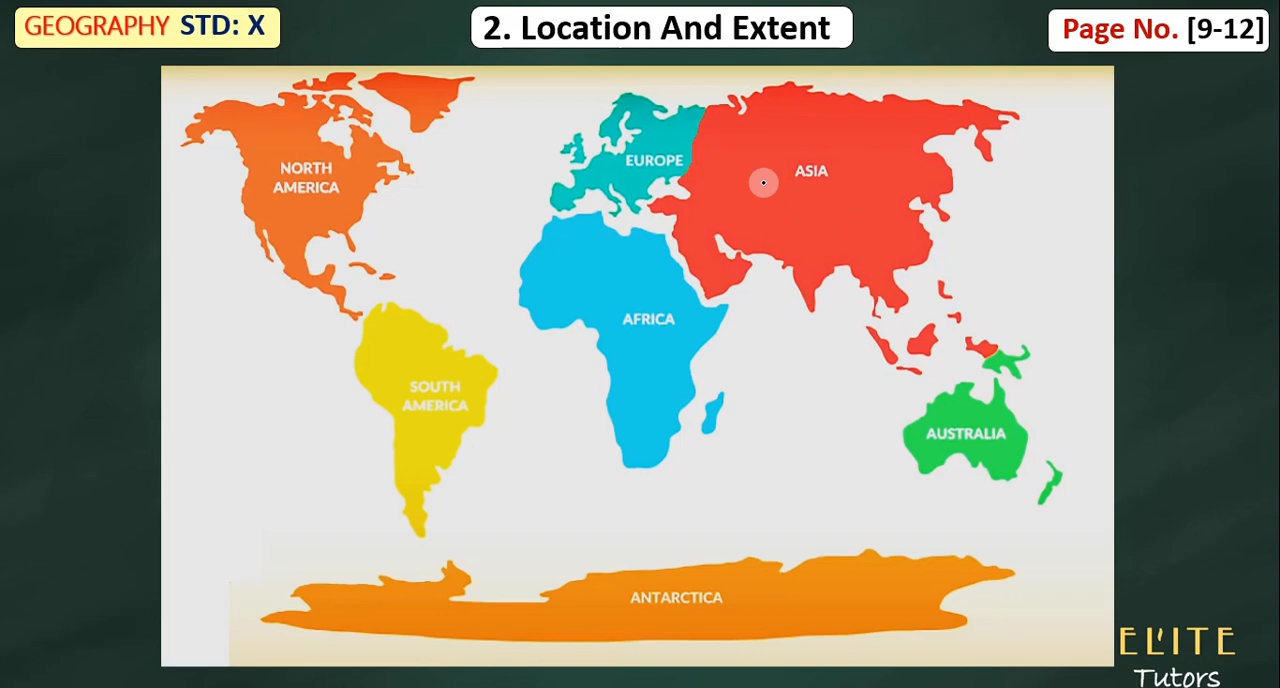 GEOGRAPHY STD: X
2. Location And Extent
Page No. [9-12]
NORTH
AMERICA
EUROPE
ASIA
AFRICA
SOUTH
AMERICA
AUSTRALIA
ANTARCTICA
ELITE
Tutors